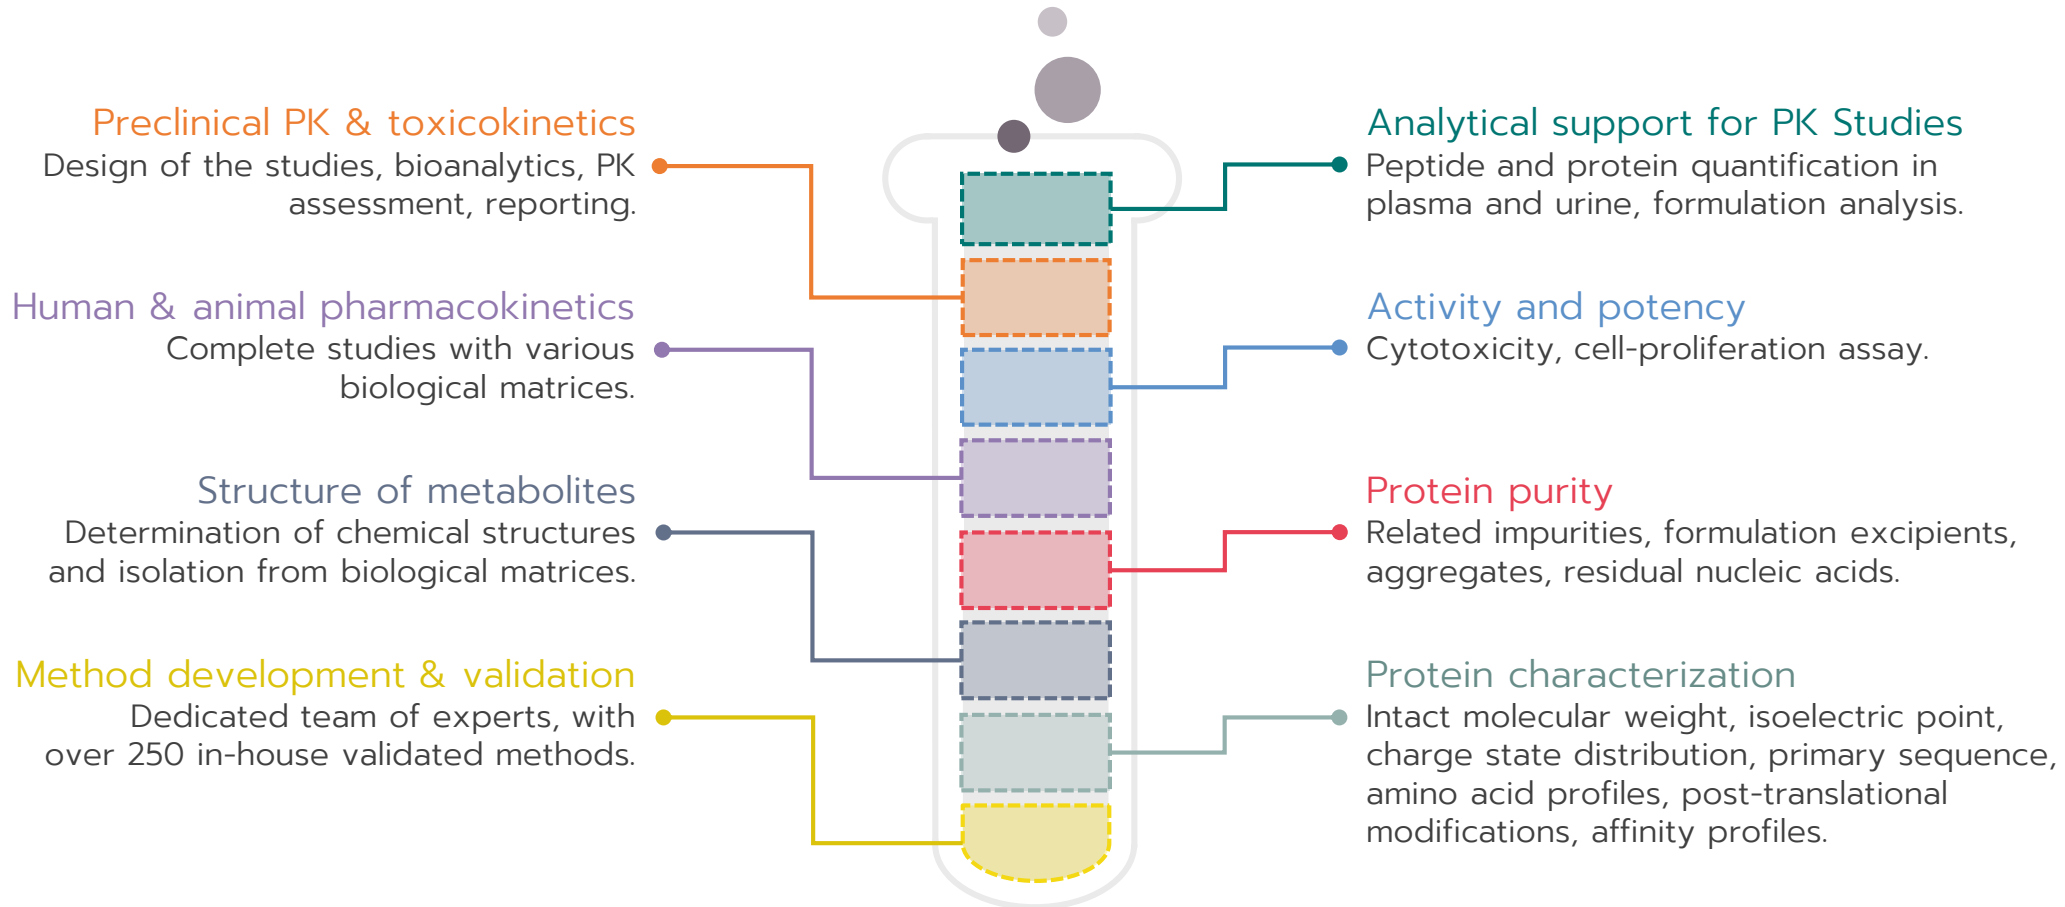 Preclinical PK & toxicokinetics
Design of the studies, bioanalytics, PK
assessment, reporting.
Human & animal pharmacokinetics
Complete studies with various
biological matrices.
Structure of metabolites
Determination of chemical structures
and isolation from biological matrices.
Method development & validation
Dedicated team of experts, with
over 250 in-house validated methods.
Analytical support for PK Studies
Peptide and protein quantification in
plasma and urine, formulation analysis.
Activity and potency
Cytotoxicity, cell-proliferation assay.
Protein purity
Related impurities, formulation excipients,
aggregates, residual nucleic acids.
Protein characterization
Intact molecular weight, isoelectric point,
charge state distribution, primary sequence,
amino acid profiles, post-translational
modifications, affinity profiles.